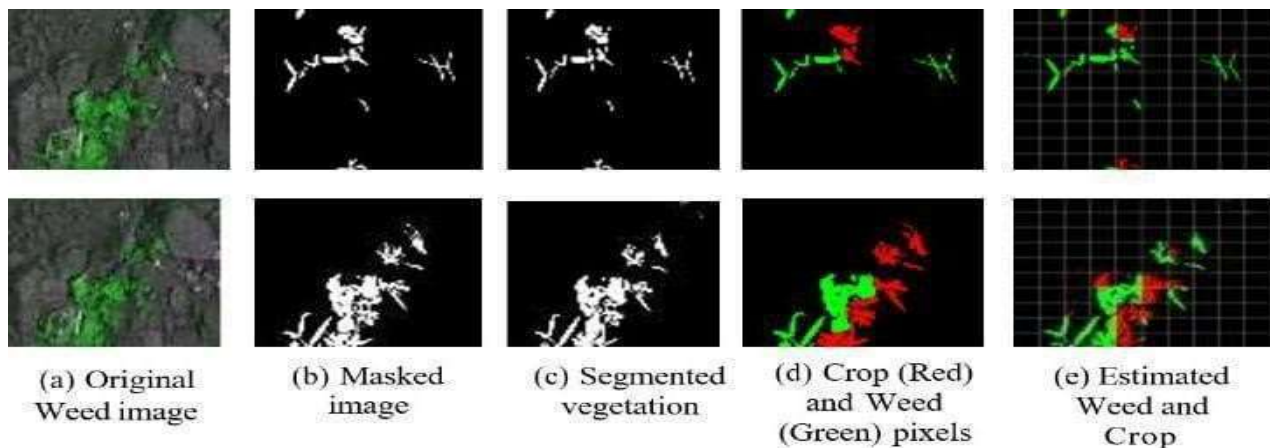 (a) Original
Weed image
(b) Masked
image
(c) Segmented
vegetation
(d) Crop (Red)
and Weed
(Green) pixels
(e) Estimated
Weed and
Crop